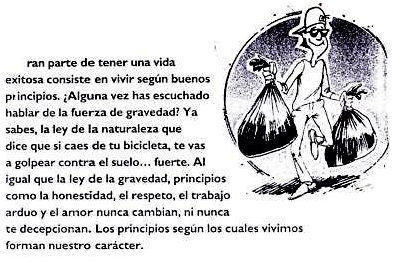 ran parte de tener una vida
exitosa consiste en vivir según buenos
principios. ¿Alguna vez has escuchado
hablar de la fuerza de gravedad? Ya
sabes, la ley de la naturaleza que
dice que si caes de tu bicicleta, te vas
a golpear contra el suelo... fuerte. Al
igual que la ley de la gravedad, principios
como la honestidad, el respeto, el trabajo
arduo y el amor nunca cambian, ni nunca
te decepcionan. Los principios según los cuales vivimos
forman nuestro carácter.